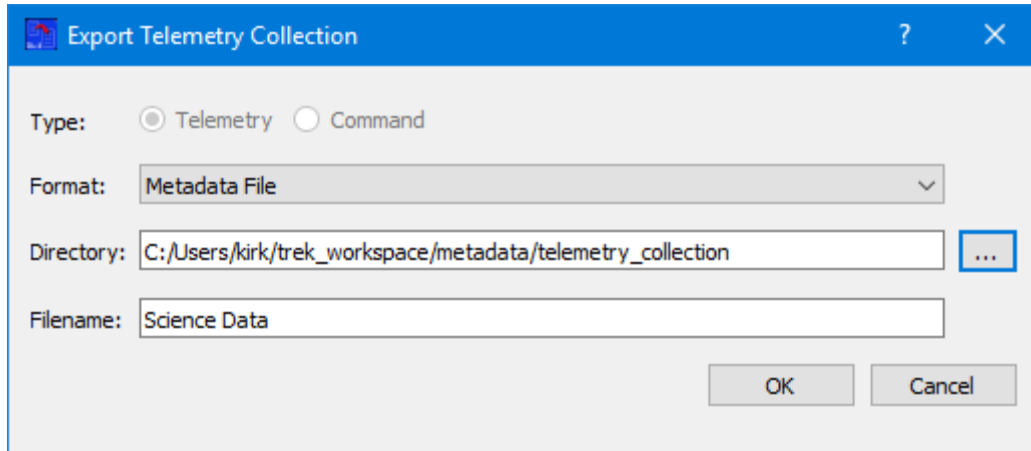 Export Telemetry Collection ?
Type: Telemetry Command
Format: Metadata File
Directory: C:/Users/kirk/trek_workspace/metadata/telemetry_collection ...
Filename: Science Data
OK Cancel